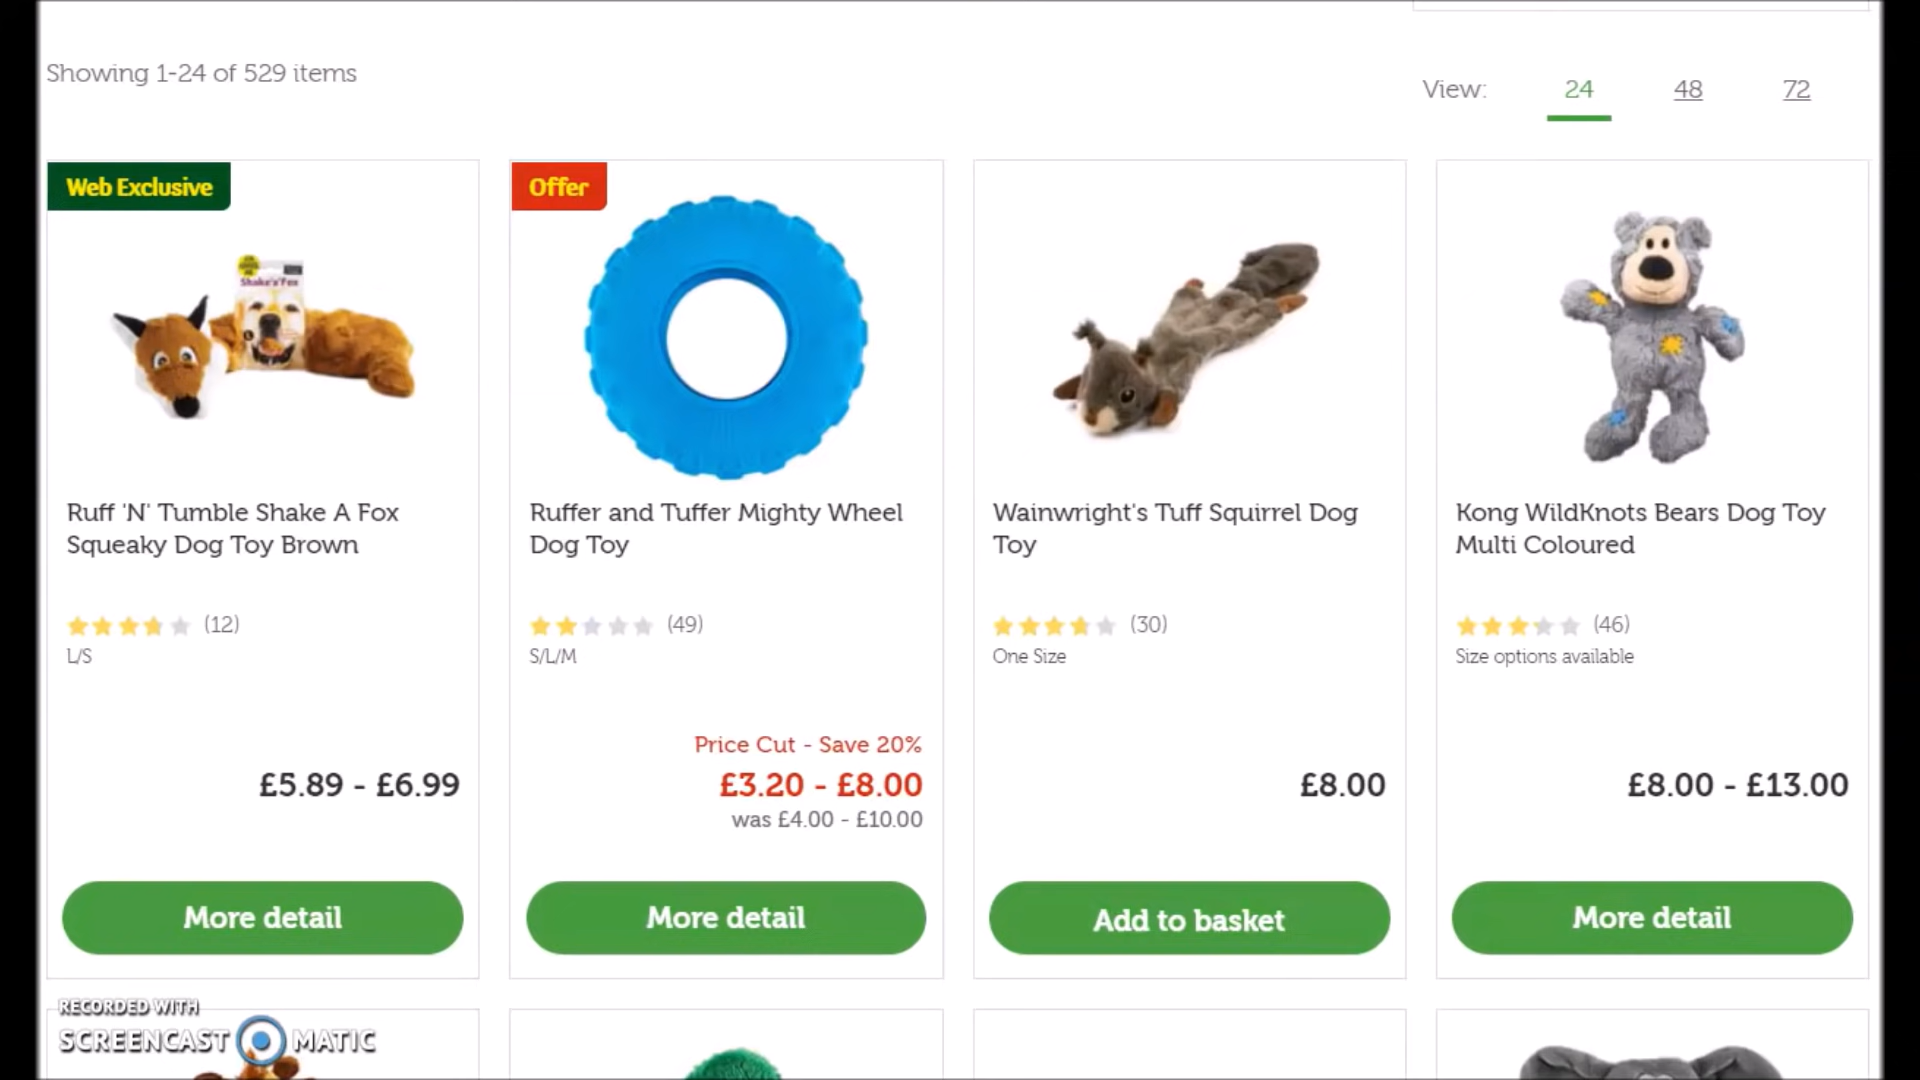 Showing 1-24 of 529 items
View: 24 48 72
Web Exclusive
Shake'n'Fox
Ruff 'N' Tumble Shake A Fox
Squeaky Dog Toy Brown
(12)
L/S
£5.89 - £6.99
More detail
Offer
Ruffer and Tuffer Mighty Wheel
Dog Toy
(49)
S/L/M
Price Cut - Save 20%
£3.20 - £8.00
was £4.00 - £10.00
More detail
Wainwright's Tuff Squirrel Dog
Toy
(30)
One Size
£8.00
Add to basket
Kong WildKnots Bears Dog Toy
Multi Coloured
(46)
Size options available
£8.00 - £13.00
More detail
RECORDED WITH
SCREENCAST MATIC